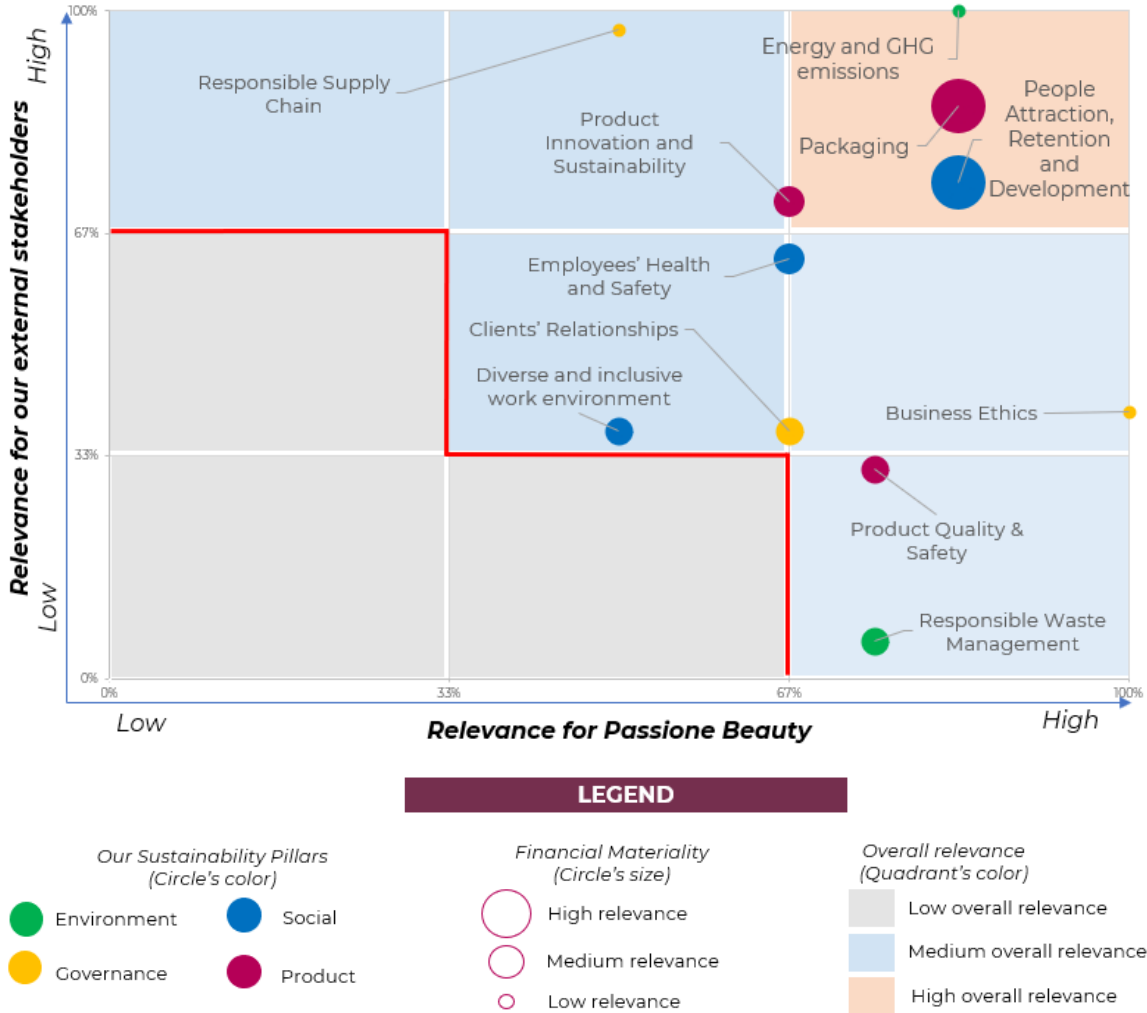 100%
High
Relevance for our external stakeholders
Energy and GHG
emissions
Responsible Supply
Chain
People
Attraction,
Retention
and
Development
Product
Innovation and
Sustainability
Packaging
67%
Employees' Health
and Safety
Clients' Relationships
Diverse and inclusive
work environment
Business Ethics
33%
Product Quality &
Safety
Low
Responsible Waste
Management
0%
0%
33%
67%
100%
Low
Relevance for Passione Beauty
High
LEGEND
Our Sustainability Pillars
(Circle's color)
Environment
Social
Governance
Product
Financial Materiality
(Circle's size)
High relevance
Medium relevance
Low relevance
Overall relevance
(Quadrant's color)
Low overall relevance
Medium overall relevance
High overall relevance